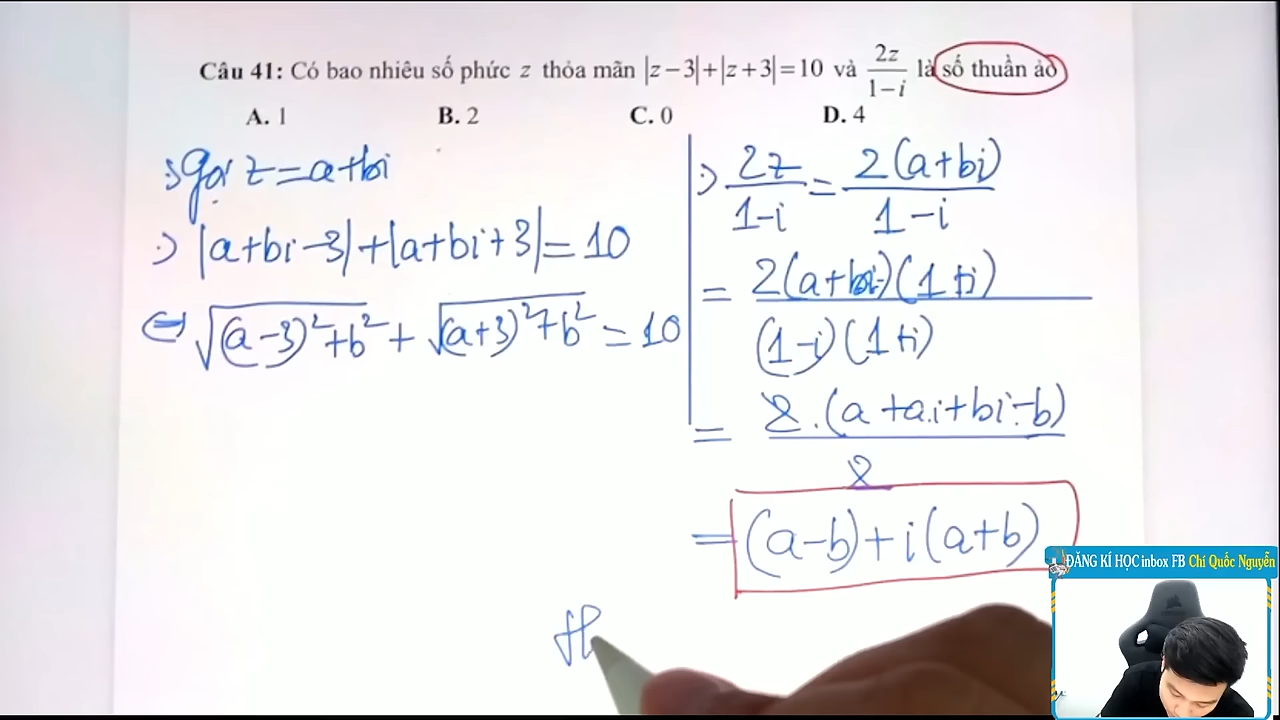 Câu 41: Có bao nhiêu số phức z thỏa mãn |z−3|+|z+3|=10 và 2z/(1−i) là số thuần ảo
A. 1 B. 2 C. 0 D. 4
Gọi z=a+bi
|a+bi−3|+|a+bi+3|=10
⇔ √((a−3)²+b²) + √((a+3)²+b²) = 10
2z/(1−i) = 2(a+bi)/(1−i)
= 2(a+bi)(1+i)/((1−i)(1+i))
= 2.(a+a.i+bi−b)/2
= (a−b)+i(a+b)
ĐĂNG KÍ HỌC inbox FB Chí Quốc Nguyễn